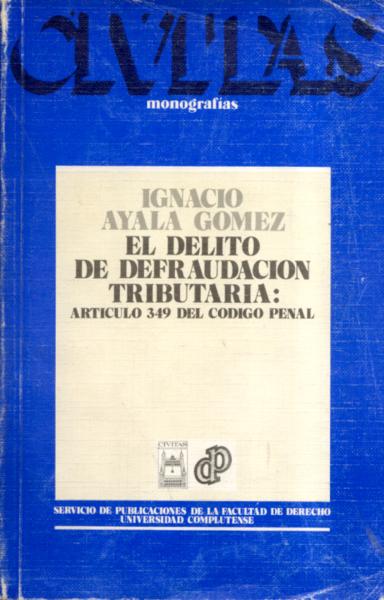 CIVITAS
monografías
IGNACIO
AYALA GOMEZ
EL DELITO
DE DEFRAUDACION
TRIBUTARIA:
ARTICULO 349 DEL CODIGO PENAL
CIVITAS
dp
SERVICIO DE PUBLICACIONES DE LA FACULTAD DE DERECHO
UNIVERSIDAD COMPLUTENSE